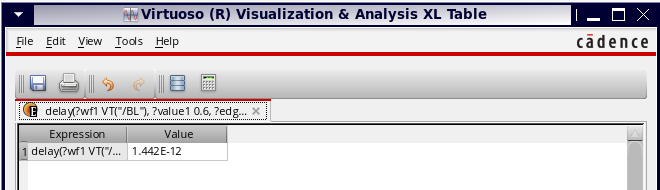 Virtuoso (R) Visualization & Analysis XL Table
File Edit View Tools Help
cādence
E delay(?wf1 VT("/BL"), ?value1 0.6, ?edg...
Expression Value
1 delay(?wf1 VT("/... 1.442E-12